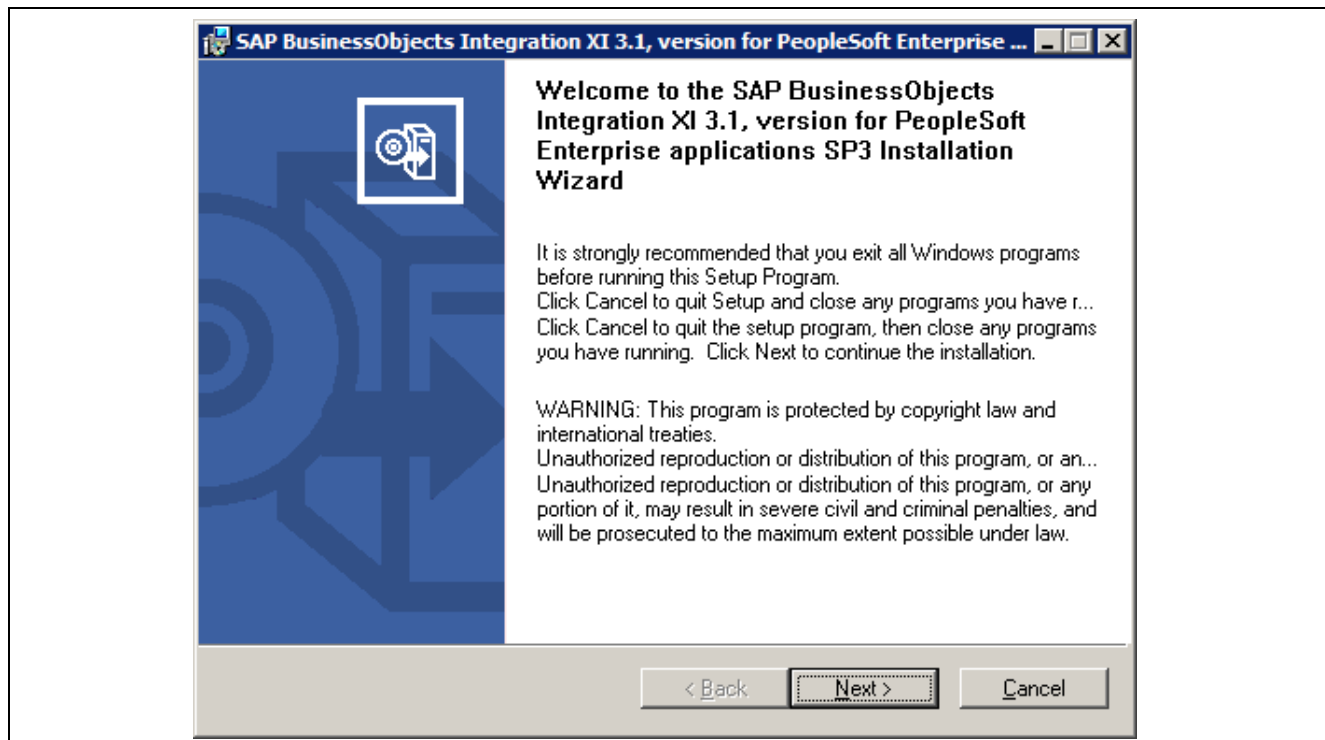 SAP BusinessObjects Integration XI 3.1, version for PeopleSoft Enterprise ...
Welcome to the SAP BusinessObjects
Integration XI 3.1, version for PeopleSoft
Enterprise applications SP3 Installation
Wizard
It is strongly recommended that you exit all Windows programs
before running this Setup Program.
Click Cancel to quit Setup and close any programs you have r...
Click Cancel to quit the setup program, then close any programs
you have running.  Click Next to continue the installation.
WARNING: This program is protected by copyright law and
international treaties.
Unauthorized reproduction or distribution of this program, or an...
Unauthorized reproduction or distribution of this program, or any
portion of it, may result in severe civil and criminal penalties, and
will be prosecuted to the maximum extent possible under law.
< Back
Next >
Cancel